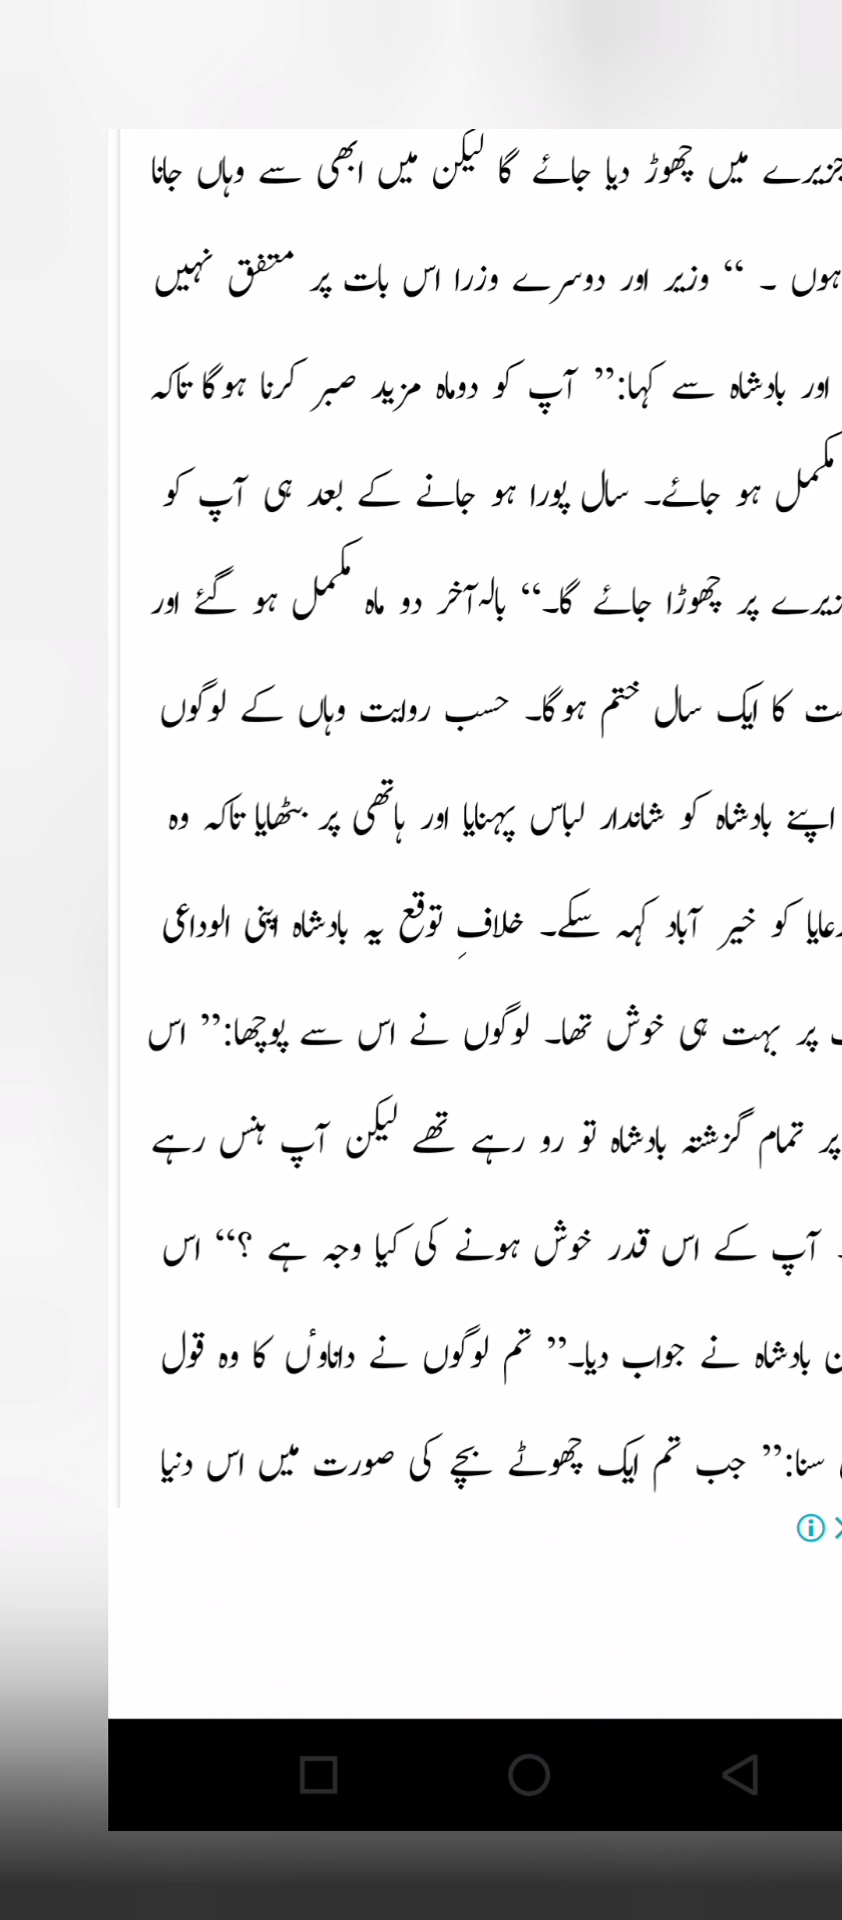 جزیرے میں چھوڑ دیا جائے گا لیکن میں ابھی سے وہاں جانا
ہوں ۔ “ وزیر اور دوسرے وزرا اس بات پر متفق نہیں
اور بادشاہ سے کہا:” آپ کو دوماہ مزید صبر کرنا ہوگا تاکہ
مکمل ہو جائے۔ سال پورا ہو جانے کے بعد ہی آپ کو
زیرے پر چھوڑا جائے گا۔“ بالہآخر دو ماہ مکمل ہو گئے اور
ت کا ایک سال ختم ہوگا۔ حسب روایت وہاں کے لوگوں
اپنے بادشاہ کو شاندار لباس پہنایا اور ہاتھی پر بٹھایا تاکہ وہ
رعایا کو خیر آباد کہہ سکے۔ خلافِ توقع یہ بادشاہ اپنی الوداعی
پر بہت ہی خوش تھا۔ لوگوں نے اس سے پوچھا:” اس
پر تمام گزشتہ بادشاہ تو رو رہے تھے لیکن آپ ہنس رہے
۔ آپ کے اس قدر خوش ہونے کی کیا وجہ ہے ؟“ اس
بادشاہ نے جواب دیا۔” تم لوگوں نے داناوٴں کا وہ قول
سنا:” جب تم ایک چھوٹے بچے کی صورت میں اس دنیا